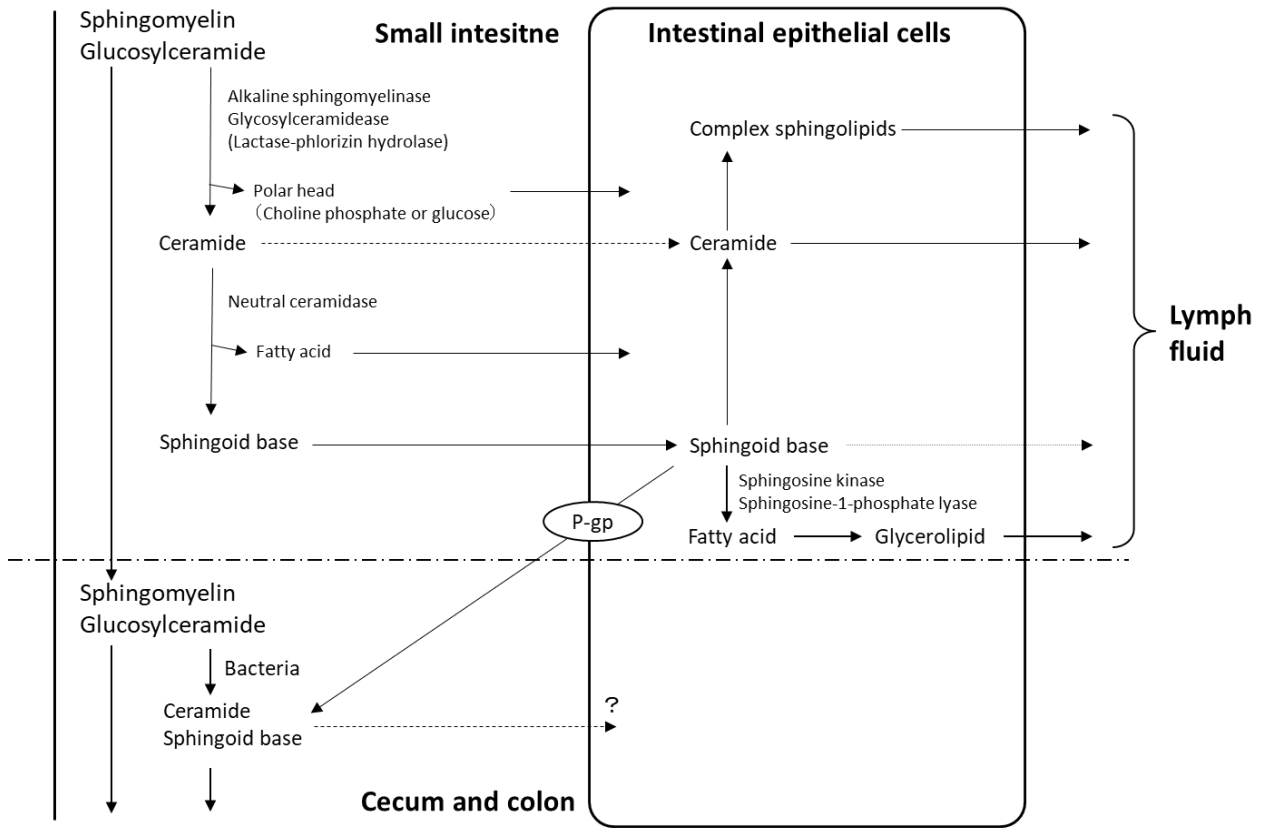 Sphingomyelin
Glucosylceramide
Small intesitne
Intestinal epithelial cells
Alkaline sphingomyelinase
Glycosylceramidease
(Lactase-phlorizin hydrolase)
Complex sphingolipids
Polar head
（Choline phosphate or glucose）
Ceramide
Ceramide
Neutral ceramidase
Lymph
fluid
Fatty acid
Sphingoid base
Sphingoid base
Sphingosine kinase
Sphingosine-1-phosphate lyase
P-gp
Fatty acid
Glycerolipid
Sphingomyelin
Glucosylceramide
Bacteria
Ceramide
Sphingoid base
?
Cecum and colon